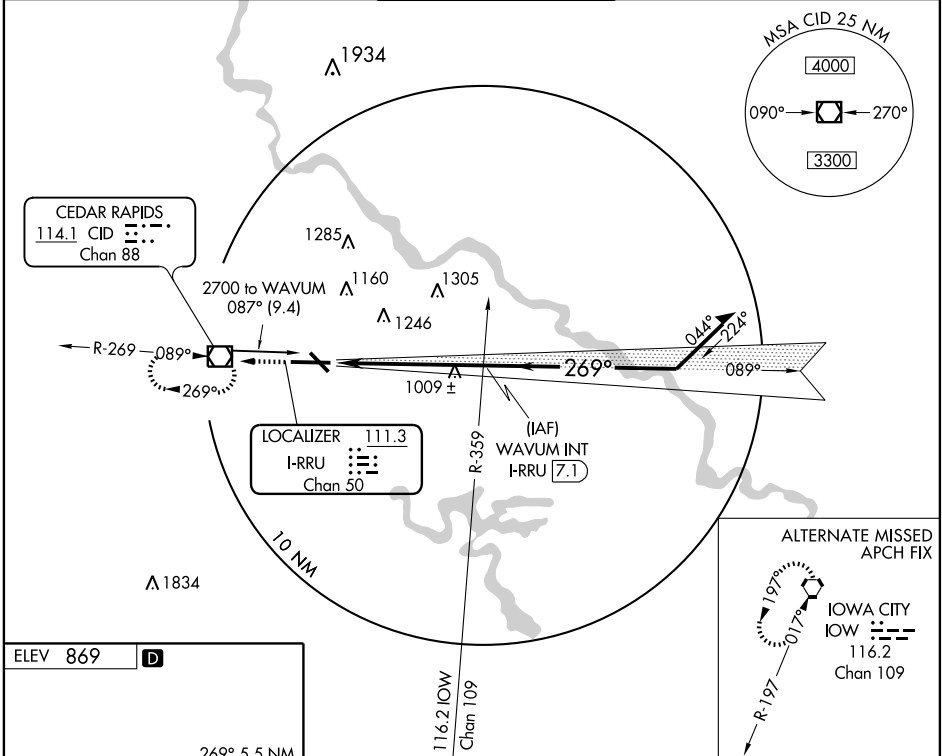 MSA CID 25 NM
4000
090°
270°
3300
1934
CEDAR RAPIDS
114.1 CID
Chan 88
1285
2700 to WAVUM
087° (9.4)
1160
1305
1246
044°
224°
R-269
089°
269°
269°
089°
1009 ±
(IAF)
WAVUM INT
I-RRU 7.1
LOCALIZER 111.3
I-RRU
Chan 50
R-359
10 NM
1834
ALTERNATE MISSED
APCH FIX
197°
017°
IOWA CITY
IOW
116.2
Chan 109
R-197
ELEV 869 D
116.2 IOW
Chan 109
269° 5.5 NM